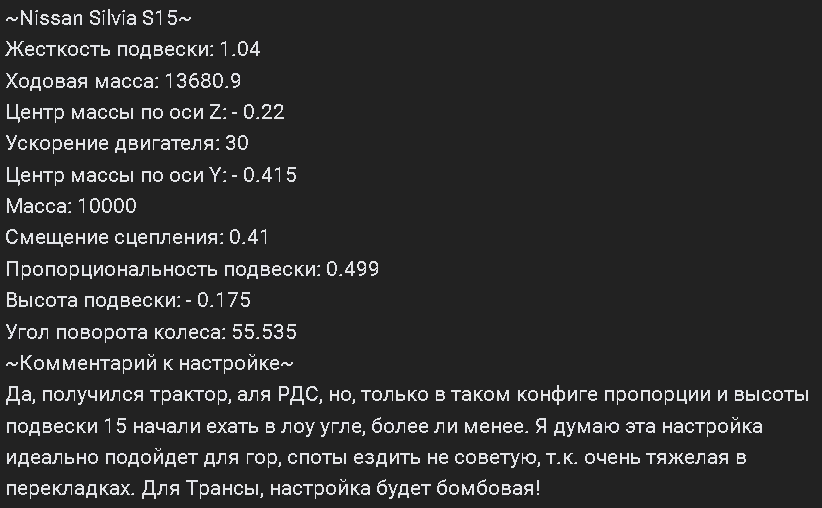 ~Nissan Silvia S15~
Жесткость подвески: 1.04
Ходовая масса: 13680.9
Центр массы по оси Z: - 0.22
Ускорение двигателя: 30
Центр массы по оси Y: - 0.415
Масса: 10000
Смещение сцепления: 0.41
Пропорциональность подвески: 0.499
Высота подвески: - 0.175
Угол поворота колеса: 55.535
~Комментарий к настройке~
Да, получился трактор, аля РДС, но, только в таком конфиге пропорции и высоты
подвески 15 начали ехать в лоу угле, более ли менее. Я думаю эта настройка
идеально подойдет для гор, споты ездить не советую, т.к. очень тяжелая в
перекладках. Для Трансы, настройка будет бомбовая!